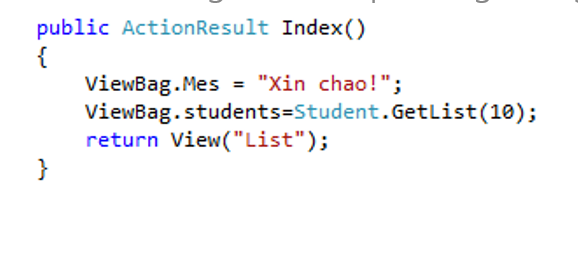 public ActionResult Index()
{
    ViewBag.Mes = "Xin chao!";
    ViewBag.students=Student.GetList(10);
    return View("List");
}